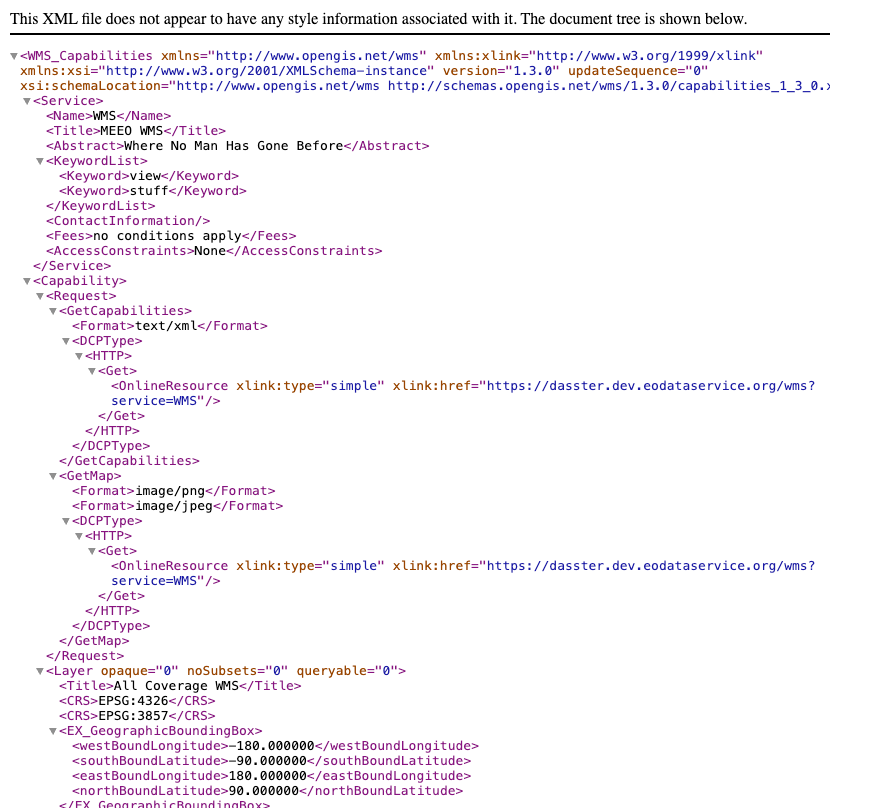 This XML file does not appear to have any style information associated with it. The document tree is shown below.
<WMS_Capabilities xmlns="http://www.opengis.net/wms" xmlns:xlink="http://www.w3.org/1999/xlink"
xmlns:xsi="http://www.w3.org/2001/XMLSchema-instance" version="1.3.0" updateSequence="0"
xsi:schemaLocation="http://www.opengis.net/wms http://schemas.opengis.net/wms/1.3.0/capabilities_1_3_0.x
<Service>
<Name>WMS</Name>
<Title>MEEO WMS</Title>
<Abstract>Where No Man Has Gone Before</Abstract>
<KeywordList>
<Keyword>view</Keyword>
<Keyword>stuff</Keyword>
</KeywordList>
<ContactInformation/>
<Fees>no conditions apply</Fees>
<AccessConstraints>None</AccessConstraints>
</Service>
<Capability>
<Request>
<GetCapabilities>
<Format>text/xml</Format>
<DCPType>
<HTTP>
<Get>
<OnlineResource xlink:type="simple" xlink:href="https://dasster.dev.eodataservice.org/wms?
service=WMS"/>
</Get>
</HTTP>
</DCPType>
</GetCapabilities>
<GetMap>
<Format>image/png</Format>
<Format>image/jpeg</Format>
<DCPType>
<HTTP>
<Get>
<OnlineResource xlink:type="simple" xlink:href="https://dasster.dev.eodataservice.org/wms?
service=WMS"/>
</Get>
</HTTP>
</DCPType>
</GetMap>
</Request>
<Layer opaque="0" noSubsets="0" queryable="0">
<Title>All Coverage WMS</Title>
<CRS>EPSG:4326</CRS>
<CRS>EPSG:3857</CRS>
<EX_GeographicBoundingBox>
<westBoundLongitude>-180.000000</westBoundLongitude>
<southBoundLatitude>-90.000000</southBoundLatitude>
<eastBoundLongitude>180.000000</eastBoundLongitude>
<northBoundLatitude>90.000000</northBoundLatitude>
</EX_GeographicBoundingBox>